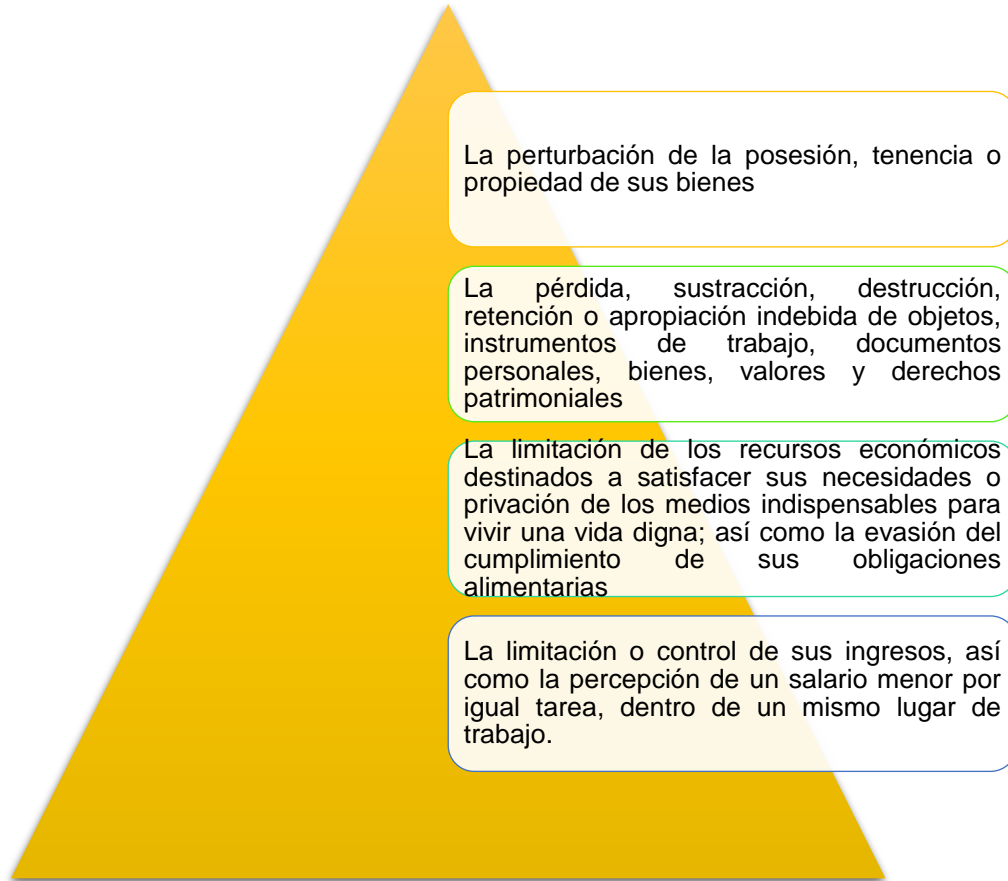 La perturbación de la posesión, tenencia o
propiedad de sus bienes
La pérdida, sustracción, destrucción,
retención o apropiación indebida de objetos,
instrumentos de trabajo, documentos
personales, bienes, valores y derechos
patrimoniales
La limitación de los recursos económicos
destinados a satisfacer sus necesidades o
privación de los medios indispensables para
vivir una vida digna; así como la evasión del
cumplimiento de sus obligaciones
alimentarias
La limitación o control de sus ingresos, así
como la percepción de un salario menor por
igual tarea, dentro de un mismo lugar de
trabajo.